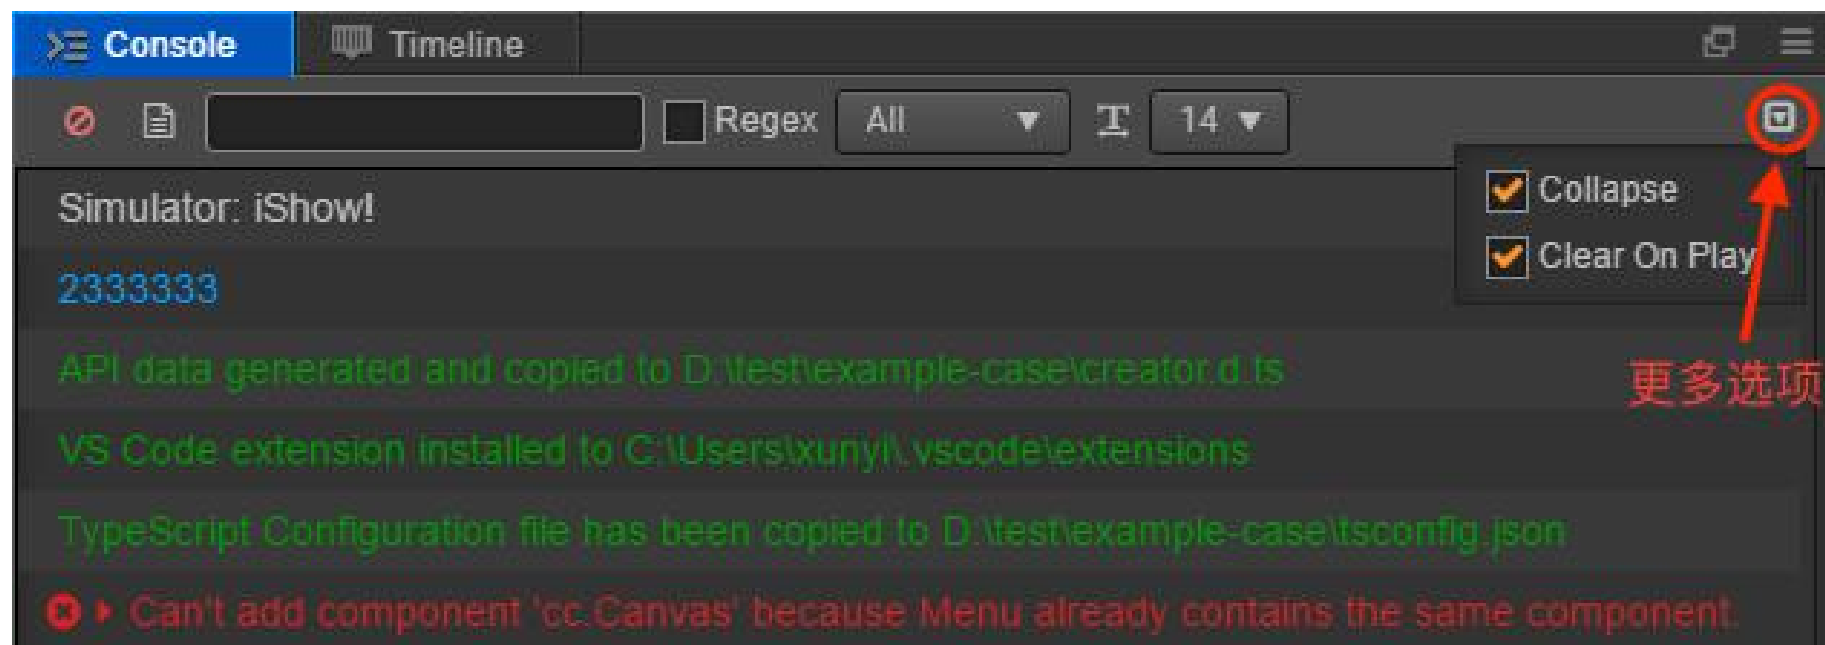 Console Timeline
Regex All T 14
Collapse
Clear On Play
更多选项
Simulator: iShow!
2333333
API data generated and copied to D:\test\example-case\creator.d.ts
VS Code extension installed to C:\Users\xunyi\.vscode\extensions
TypeScript Configuration file has been copied to D:\test\example-case\tsconfig.json
Can't add component 'cc.Canvas' because Menu already contains the same component.